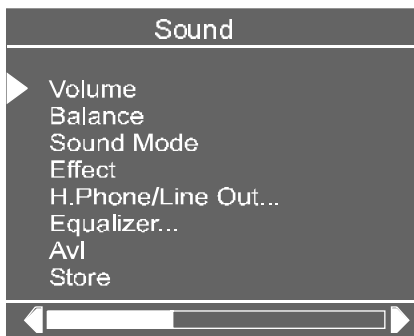 Sound
Volume
Balance
Sound Mode
Effect
H.Phone/Line Out...
Equalizer...
Avl
Store